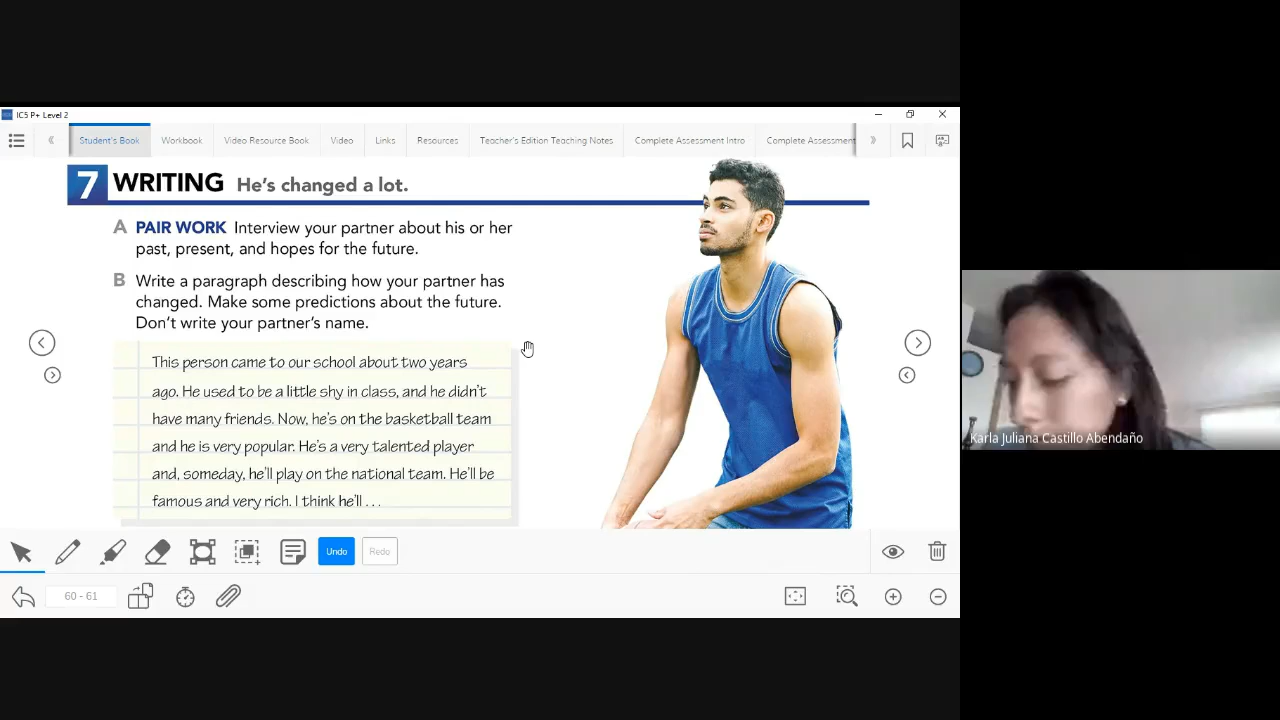 IC5 P+ Level 2
Student's Book
Workbook
Video Resource Book
Video
Links
Resources
Teacher's Edition Teaching Notes
Complete Assessment Intro
Complete Assessment
7 WRITING He's changed a lot.
A PAIR WORK Interview your partner about his or her
past, present, and hopes for the future.
B Write a paragraph describing how your partner has
changed. Make some predictions about the future.
Don't write your partner's name.
This person came to our school about two years
ago. He used to be a little shy in class, and he didn't
have many friends. Now, he's on the basketball team
and he is very popular. He's a very talented player
and, someday, he'll play on the national team. He'll be
famous and very rich. I think he'll . . .
Undo
Redo
60 - 61
Karla Juliana Castillo Abendaño